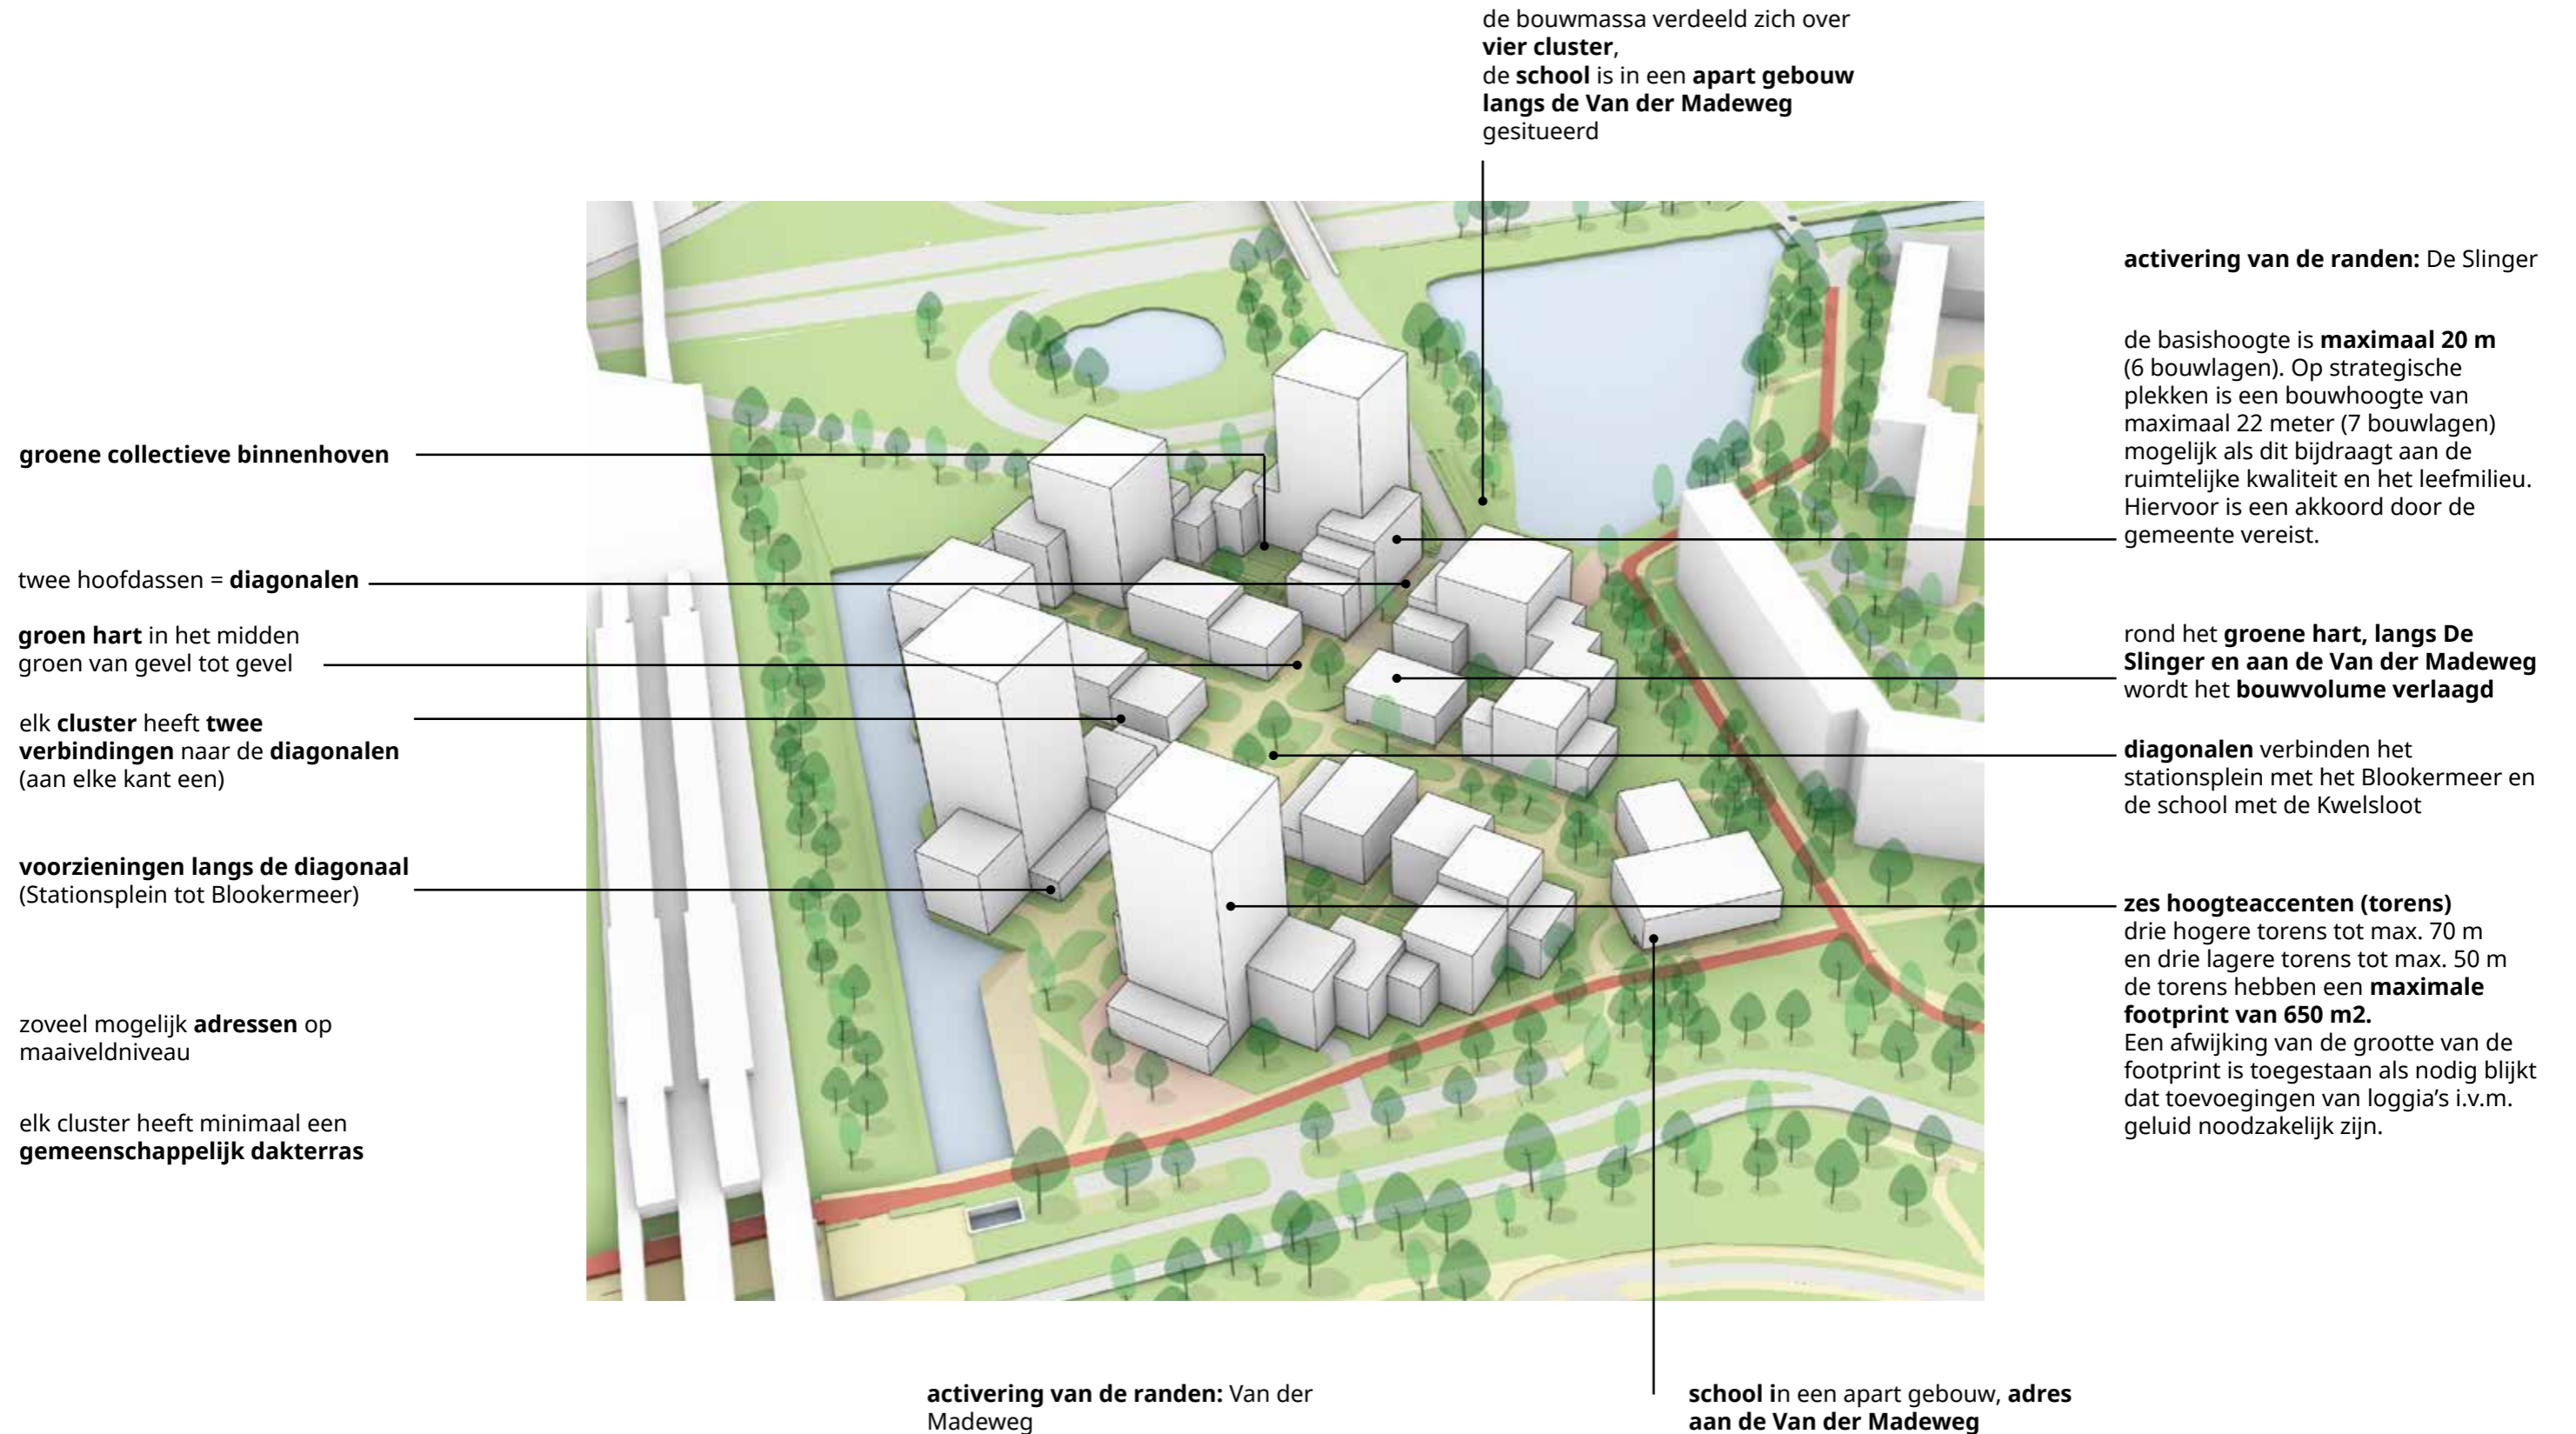 de bouwmassa verdeeld zich over
vier cluster,
de school is in een apart gebouw
langs de Van der Madeweg
gesitueerd
groene collectieve binnenhoven
twee hoofdassen = diagonalen
groen hart in het midden
groen van gevel tot gevel
elk cluster heeft twee
verbindingen naar de diagonalen
(aan elke kant een)
voorzieningen langs de diagonaal
(Stationsplein tot Blookermeer)
zoveel mogelijk adressen op
maaiveldniveau
elk cluster heeft minimaal een
gemeenschappelijk dakterras
activering van de randen: De Slinger
de basishoogte is maximaal 20 m
(6 bouwlagen). Op strategische
plekken is een bouwhoogte van
maximaal 22 meter (7 bouwlagen)
mogelijk als dit bijdraagt aan de
ruimtelijke kwaliteit en het leefmilieu.
Hiervoor is een akkoord door de
gemeente vereist.
rond het groene hart, langs De
Slinger en aan de Van der Madeweg
wordt het bouwvolume verlaagd
diagonalen verbinden het
stationsplein met het Blookermeer en
de school met de Kwelsloot
zes hoogteaccenten (torens)
drie hogere torens tot max. 70 m
en drie lagere torens tot max. 50 m
de torens hebben een maximale
footprint van 650 m2.
Een afwijking van de grootte van de
footprint is toegestaan als nodig blijkt
dat toevoegingen van loggia’s i.v.m.
geluid noodzakelijk zijn.
activering van de randen: Van der
Madeweg
school in een apart gebouw, adres
aan de Van der Madeweg